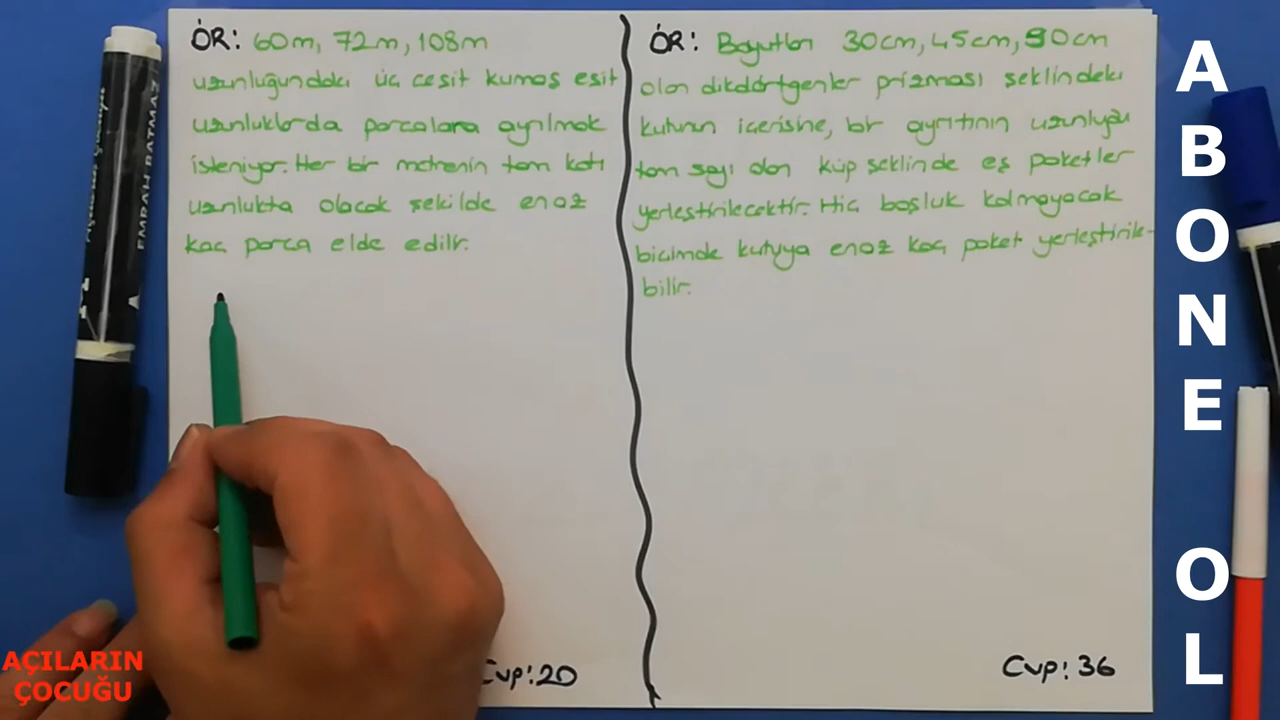 ÖR: 60m, 72m, 108m
uzunluğundaki üç çeşit kumaş eşit
uzunluklarda parçalara ayrılmak
isteniyor. Her bir metrenin tam katı
uzunlukta olacak şekilde en az
kaç parça elde edilir.
Cvp: 20
ÖR: Boyutları 30cm, 45cm, 90cm
olan dikdörtgenler prizması şeklindeki
kutunun içerisine, bir ayrıtının uzunluğu
tam sayı olan küp şeklinde eş paketler
yerleştirilecektir. Hiç boşluk kalmayacak
biçimde kutuya en az kaç paket yerleştirile-
bilir.
Cvp: 36
ABONE OL
AÇILARIN
ÇOCUĞU